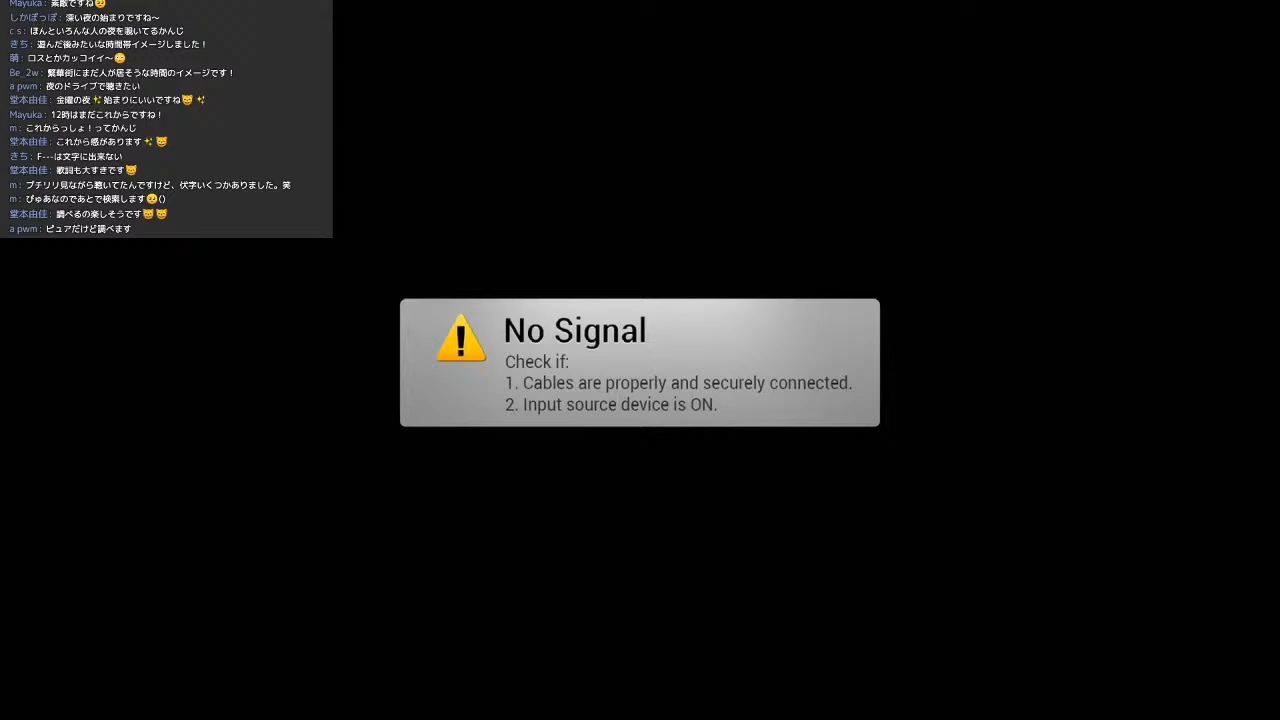 Mayuka: 素敵ですね🥺
しかぽっぽ: 深い夜の始まりですね～
c s: ほんといろんな人の夜を覗いてるかんじ
きち: 遊んだ後みたいな時間帯イメージしました！
萌: ロスとかカッコイイ～😳
Be_2w: 繁華街にまだ人が居そうな時間のイメージです！
a pwm: 夜のドライブで聴きたい
堂本由佳: 金曜の夜✨始まりにいいですね😼✨
Mayuka: 12時はまだこれからですね！
m: これからっしょ！ってかんじ
堂本由佳: これから感があります✨😼
きち: F---は文字に出来ない
堂本由佳: 歌詞も大すぎです😼
m: プチリリ見ながら聴いてたんですけど、伏字いくつかありました。笑
m: ぴゅあなのであとで検索します🥺()
堂本由佳: 調べるの楽しそうです😼😼
a pwm: ピュアだけど調べます
No Signal
Check if:
1. Cables are properly and securely connected.
2. Input source device is ON.